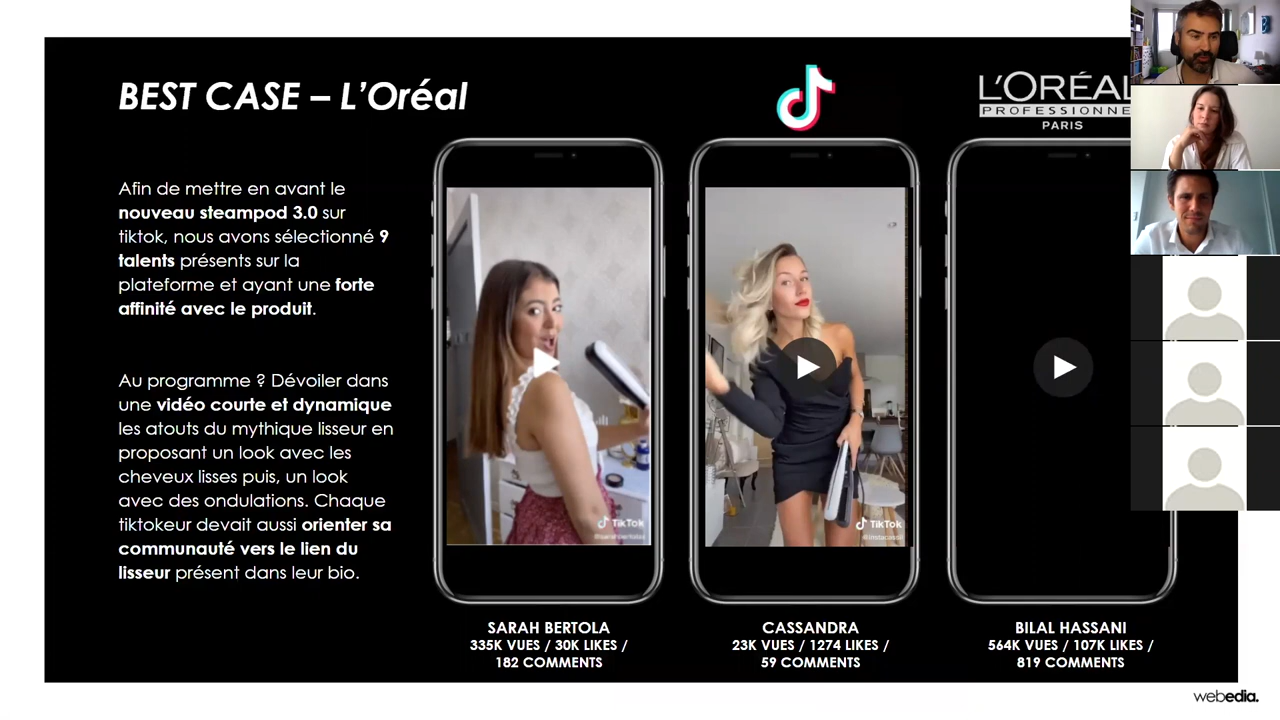 BEST CASE – L'Oréal
L'ORÉAL
PROFESSIONNE
PARIS
Afin de mettre en avant le
nouveau steampod 3.0 sur
tiktok, nous avons sélectionné 9
talents présents sur la
plateforme et ayant une forte
affinité avec le produit.
Au programme ? Dévoiler dans
une vidéo courte et dynamique
les atouts du mythique lisseur en
proposant un look avec les
cheveux lisses puis, un look
avec des ondulations. Chaque
tiktokeur devait aussi orienter sa
communauté vers le lien du
lisseur présent dans leur bio.
TikTok
TikTok
@instacassii
SARAH BERTOLA
335K VUES / 30K LIKES /
182 COMMENTS
CASSANDRA
23K VUES / 1274 LIKES /
59 COMMENTS
BILAL HASSANI
564K VUES / 107K LIKES /
819 COMMENTS
webedia.